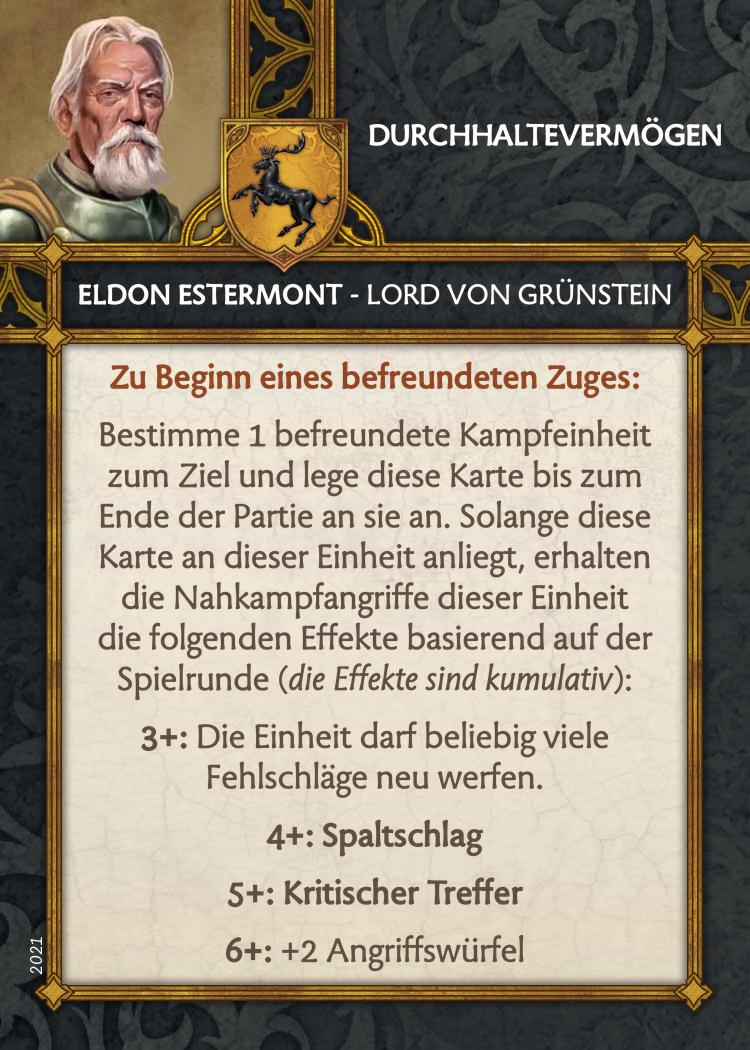 DURCHHALTEVERMÖGEN
ELDON ESTERMONT - LORD VON GRÜNSTEIN
Zu Beginn eines befreundeten Zuges:
Bestimme 1 befreundete Kampfeinheit
zum Ziel und lege diese Karte bis zum
Ende der Partie an sie an. Solange diese
Karte an dieser Einheit anliegt, erhalten
die Nahkampfangriffe dieser Einheit
die folgenden Effekte basierend auf der
Spielrunde (die Effekte sind kumulativ):
3+: Die Einheit darf beliebig viele
Fehlschläge neu werfen.
4+: Spaltschlag
5+: Kritischer Treffer
6+: +2 Angriffswürfel
2021